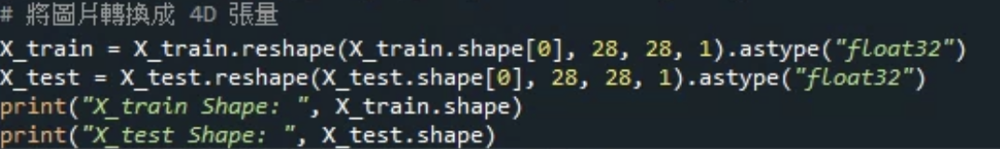 # 將圖片轉換成 4D 張量
X_train = X_train.reshape(X_train.shape[0], 28, 28, 1).astype("float32")
X_test = X_test.reshape(X_test.shape[0], 28, 28, 1).astype("float32")
print("X_train Shape: ", X_train.shape)
print("X_test Shape: ", X_test.shape)